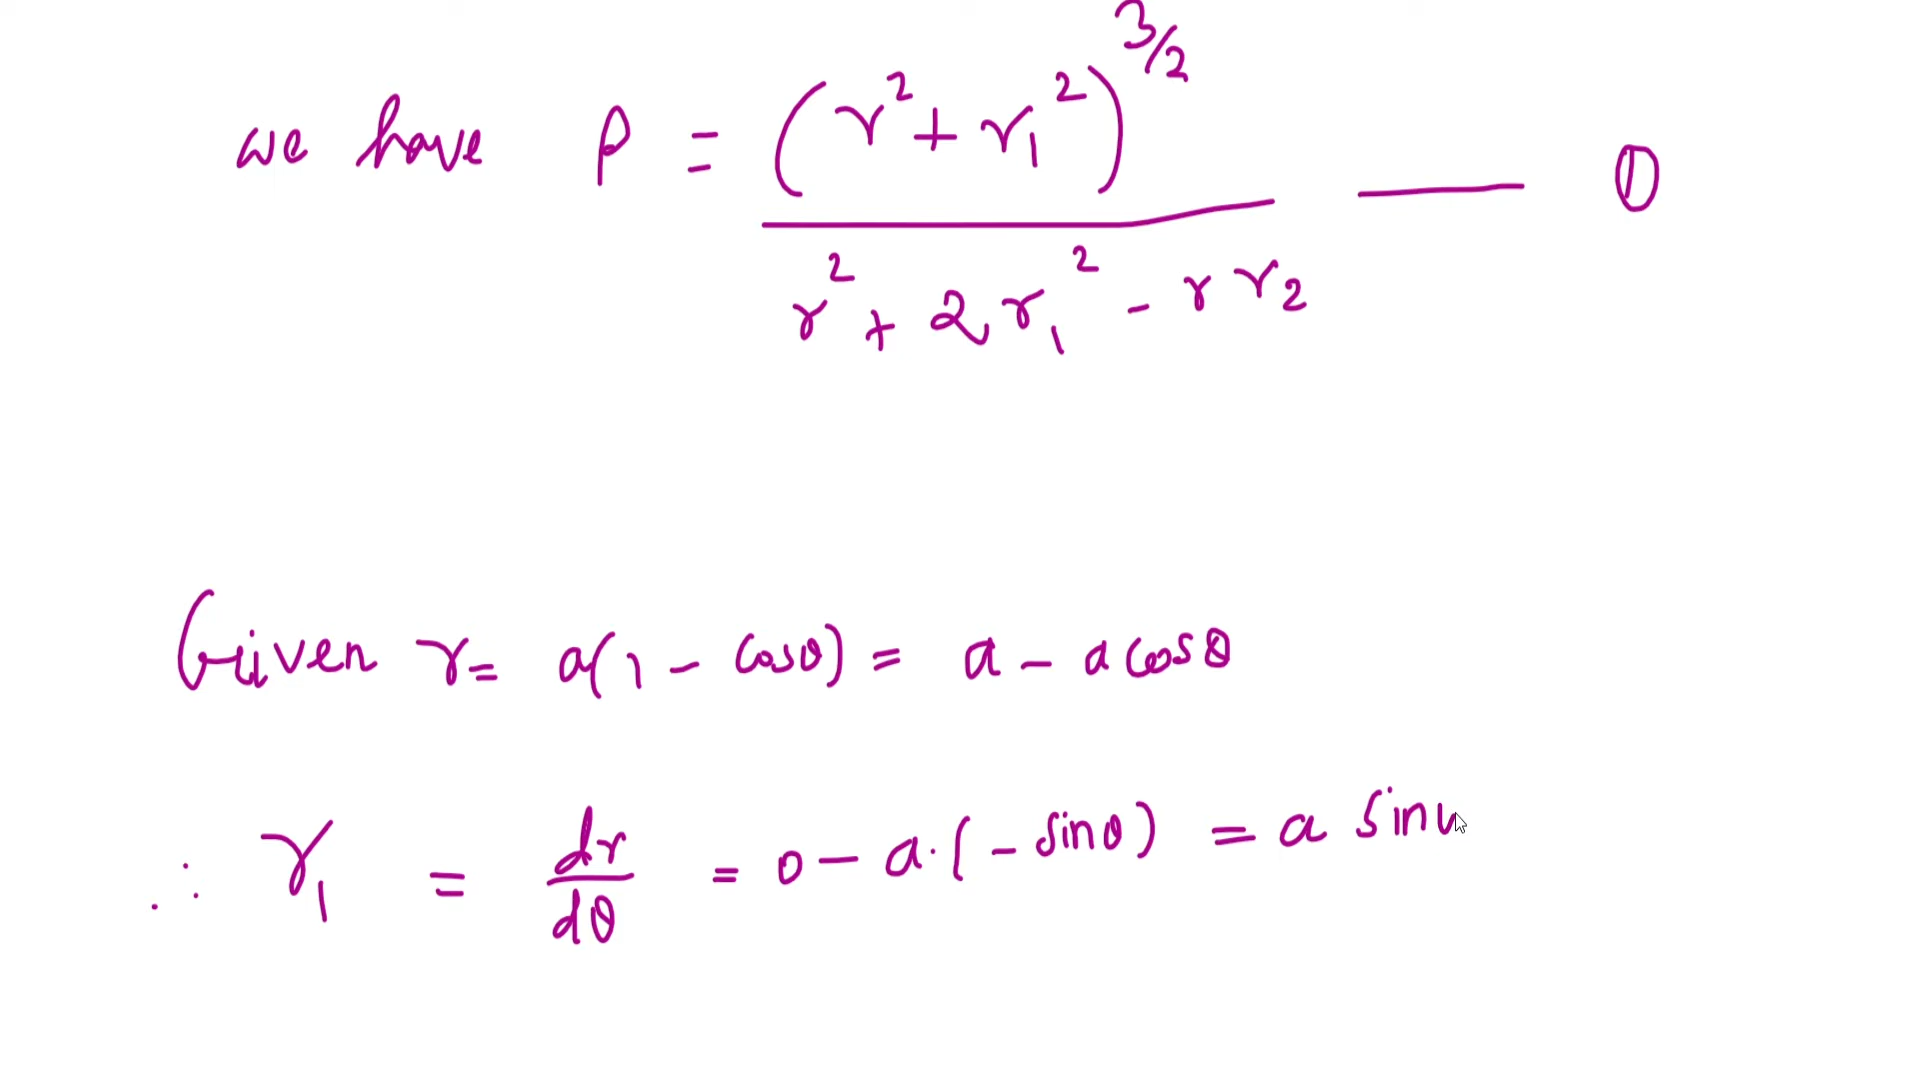 we have ρ = (r² + r₁²)^3/2 / r² + 2r₁² - r r₂ —— ①
Given r = a(1 - cosθ) = a - a cosθ
∴ r₁ = dr/dθ = 0 - a.(- sinθ) = a sin